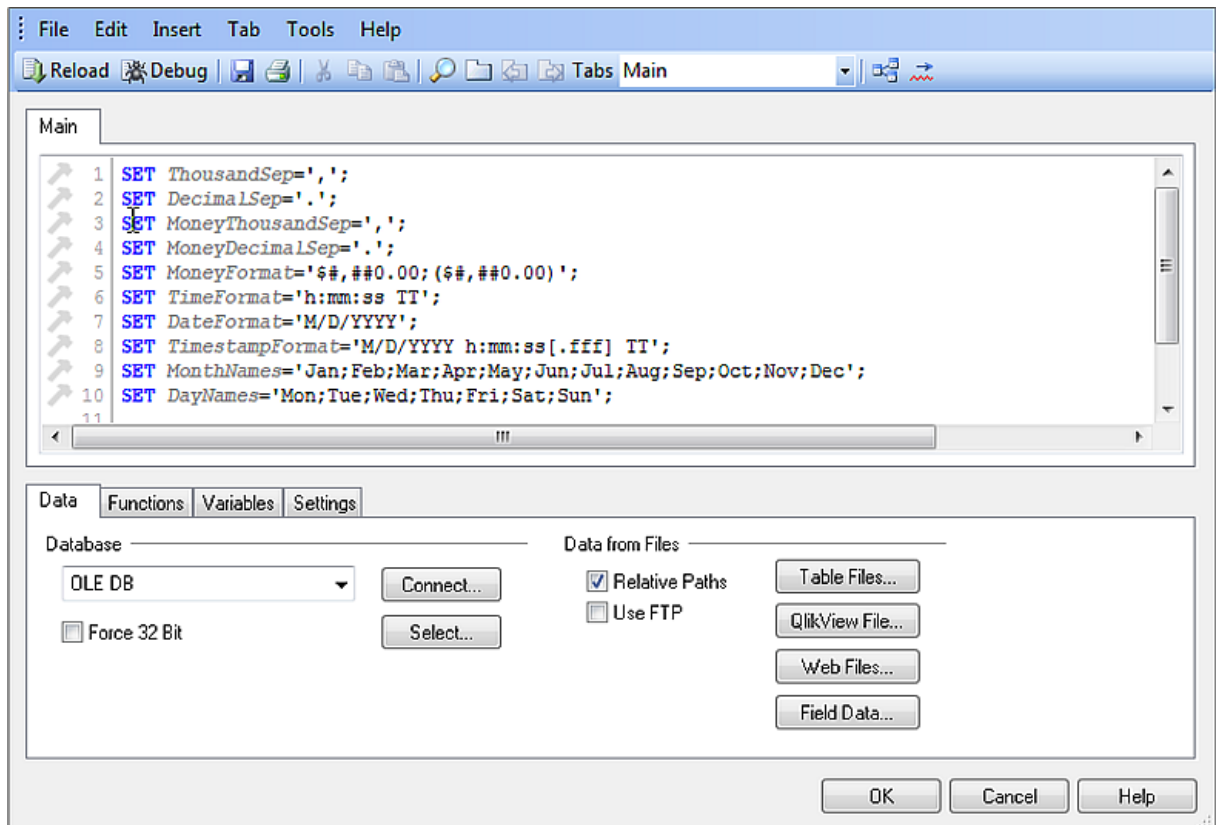 File Edit Insert Tab Tools Help
Reload Debug Tabs Main
Main
1 SET ThousandSep=',';
2 SET DecimalSep='.';
3 SET MoneyThousandSep=',';
4 SET MoneyDecimalSep='.';
5 SET MoneyFormat='$#,##0.00;($#,##0.00)';
6 SET TimeFormat='h:mm:ss TT';
7 SET DateFormat='M/D/YYYY';
8 SET TimestampFormat='M/D/YYYY h:mm:ss[.fff] TT';
9 SET MonthNames='Jan;Feb;Mar;Apr;May;Jun;Jul;Aug;Sep;Oct;Nov;Dec';
10 SET DayNames='Mon;Tue;Wed;Thu;Fri;Sat;Sun';
11
Data Functions Variables Settings
Database Data from Files
OLE DB Connect... Relative Paths Table Files...
Force 32 Bit Select... Use FTP QlikView File...
Web Files...
Field Data...
OK Cancel Help